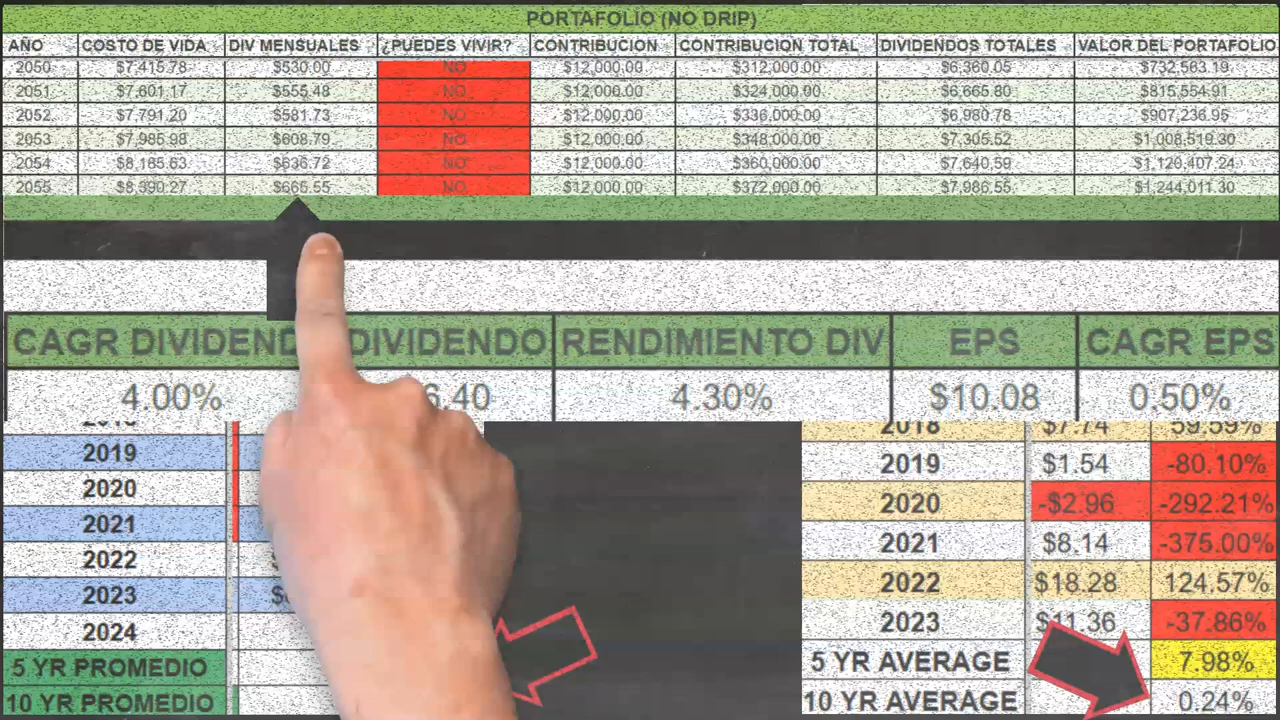 PORTAFOLIO (NO DRIP)
AÑO COSTO DE VIDA DIV MENSUALES ¿PUEDES VIVIR? CONTRIBUCION CONTRIBUCION TOTAL DIVIDENDOS TOTALES VALOR DEL PORTAFOLIO
2050 $7,415.78 $530.00 NO $12,000.00 $312,000.00 $6,360.05 $732,563.19
2051 $7,601.17 $555.48 NO $12,000.00 $324,000.00 $6,665.80 $815,554.91
2052 $7,791.20 $581.73 NO $12,000.00 $336,000.00 $6,980.78 $907,236.95
2053 $7,985.98 $608.79 NO $12,000.00 $348,000.00 $7,305.52 $1,008,519.30
2054 $8,185.63 $636.72 NO $12,000.00 $360,000.00 $7,640.59 $1,120,407.24
2055 $8,390.27 $665.55 NO $12,000.00 $372,000.00 $7,986.55 $1,244,011.30
CAGR DIVIDEND DIVIDENDO RENDIMIENTO DIV EPS CAGR EPS
4.00% 6.40 4.30% $10.08 0.50%
2019
2020
2021
2022
2023
2024
5 YR PROMEDIO
10 YR PROMEDIO
2018 $7.74 59.59%
2019 $1.54 -80.10%
2020 -$2.96 -292.21%
2021 $8.14 -375.00%
2022 $18.28 124.57%
2023 $11.36 -37.86%
5 YR AVERAGE 7.98%
10 YR AVERAGE 0.24%